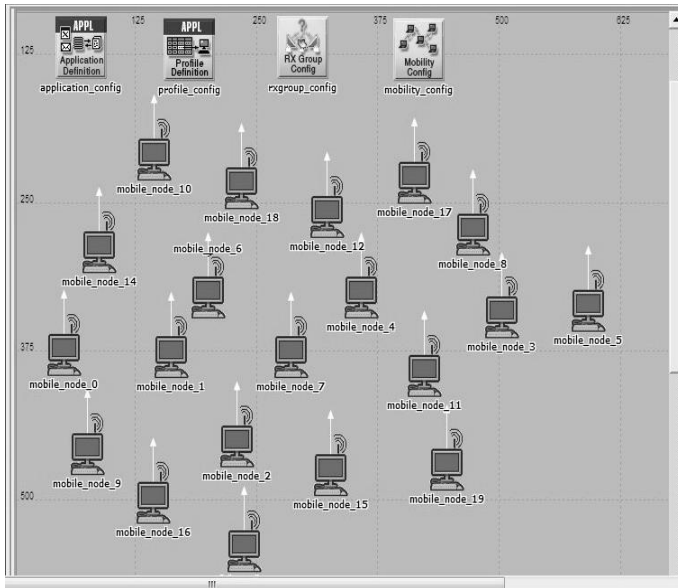 125 250 375 500 625
125
APPL
Application
Definition
application_config
APPL
Profile
Definition
profile_config
RX Group
Config
rxgroup_config
Mobility
Config
mobility_config
mobile_node_10
mobile_node_18
mobile_node_12
mobile_node_17
250
mobile_node_14
mobile_node_6
mobile_node_4
mobile_node_8
mobile_node_3
mobile_node_5
375
mobile_node_0
mobile_node_1
mobile_node_7
mobile_node_11
mobile_node_9
mobile_node_2
mobile_node_15
mobile_node_19
500
mobile_node_16